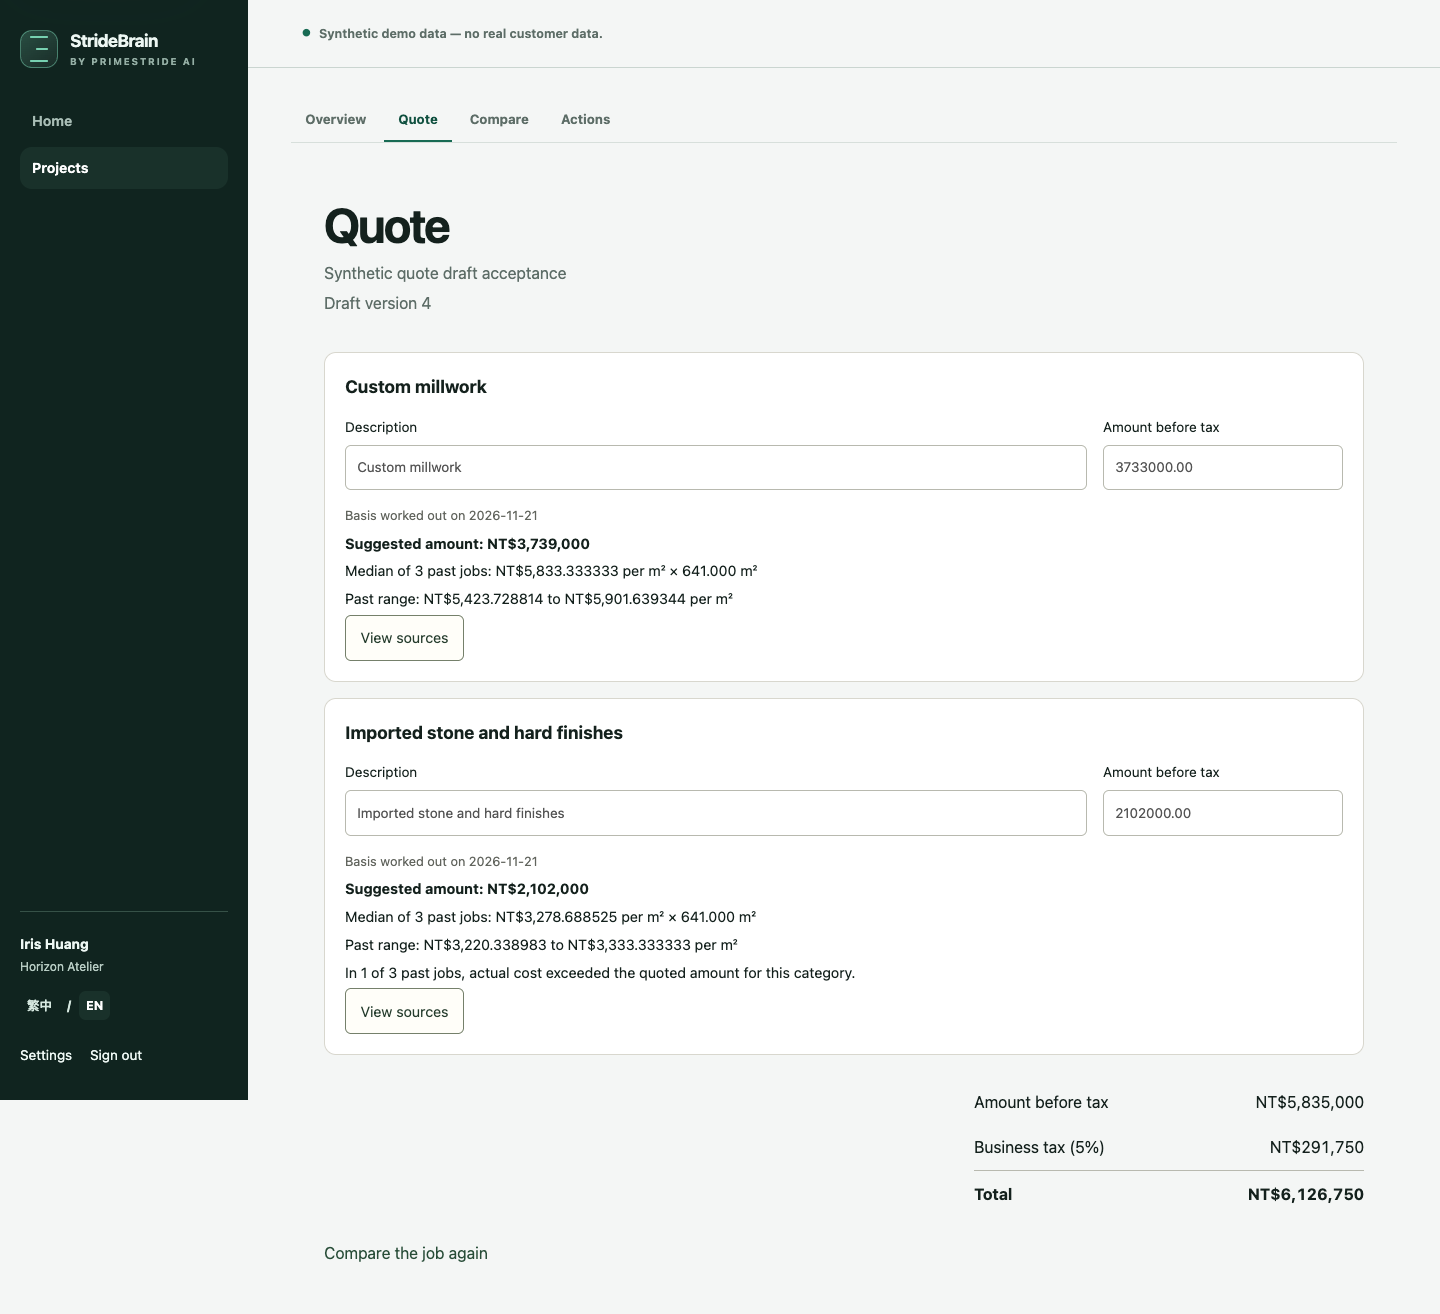 StrideBrain
BY PRIMESTRIDE AI
Home
Projects
Iris Huang
Horizon Atelier
繁中 / EN
Settings Sign out
Synthetic demo data — no real customer data.
Overview Quote Compare Actions
Quote
Synthetic quote draft acceptance
Draft version 4
Custom millwork
Description Amount before tax
Custom millwork 3733000.00
Basis worked out on 2026-11-21
Suggested amount: NT$3,739,000
Median of 3 past jobs: NT$5,833.333333 per m² × 641.000 m²
Past range: NT$5,423.728814 to NT$5,901.639344 per m²
View sources
Imported stone and hard finishes
Description Amount before tax
Imported stone and hard finishes 2102000.00
Basis worked out on 2026-11-21
Suggested amount: NT$2,102,000
Median of 3 past jobs: NT$3,278.688525 per m² × 641.000 m²
Past range: NT$3,220.338983 to NT$3,333.333333 per m²
In 1 of 3 past jobs, actual cost exceeded the quoted amount for this category.
View sources
Amount before tax NT$5,835,000
Business tax (5%) NT$291,750
Total NT$6,126,750
Compare the job again